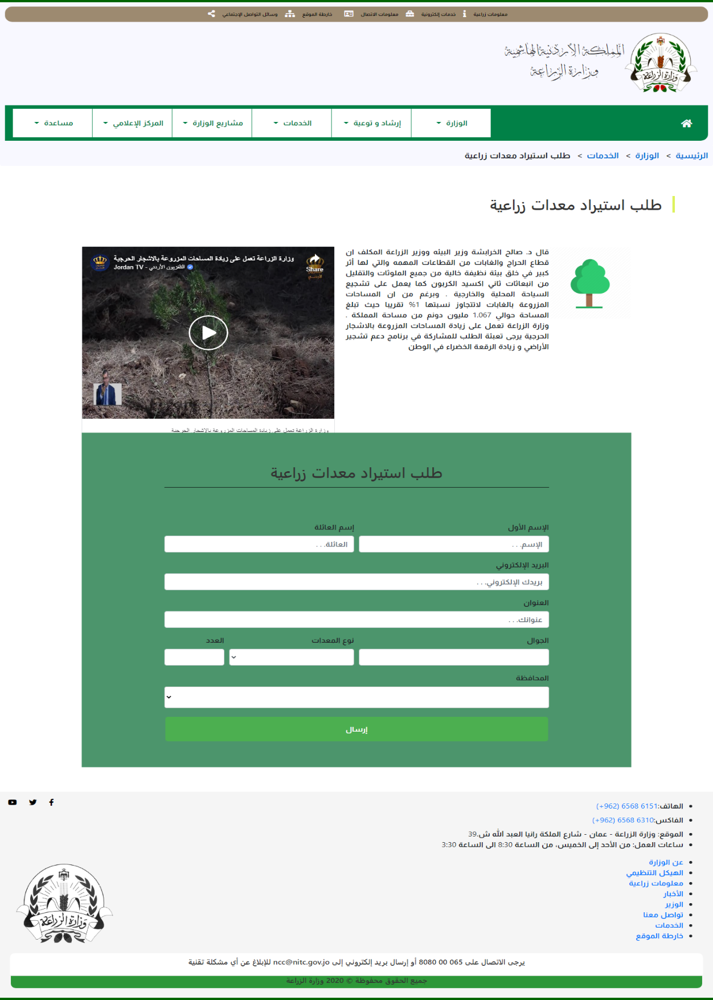 معلومات زراعية
خدمات إلكترونية
معلومات الاتصال
خارطة الموقع
وسائل التواصل الإجتماعي
المملكة الأردنية الهاشمية
وزارة الزراعة
وزارة الزراعة
الوزارة
إرشاد و توعية
الخدمات
مشاريع الوزارة
المركز الإعلامي
مساعدة
الرئيسية > الوزارة > الخدمات > طلب استيراد معدات زراعية
طلب استيراد معدات زراعية
قال د. صالح الخرابشة وزير البيئه ووزير الزراعة المكلف ان
قطاع الحراج والغابات من القطاعات المهمه والتي لها أثر
كبير في خلق بيئة نظيفة خالية من جميع الملوثات والتقليل
من انبعاثات ثاني اكسيد الكربون كما يعمل على تشجيع
السياحة المحلية والخارجية . وبرغم من ان المساحات
المزروعة بالغابات لاتتجاوز نسبتها 1% تقريبا حيث تبلغ
المساحة حوالي 1.067 مليون دونم من مساحة المملكة .
وزارة الزراعة تعمل على زيادة المساحات المزروعة بالاشجار
الحرجية يرجى تعبئة الطلب للمشاركة في برنامج دعم تشجير
الأراضي و زيادة الرقعة الخضراء في الوطن
وزارة الزراعة تعمل على زيادة المساحات المزروعة بالاشجار الحرجية
Jordan TV - التلفزيون الأردني
Share
الأردني
وزارة الزراعة تعمل على زيادة المساحات المزروعة بالاشجار الحرجية
طلب استيراد معدات زراعية
الإسم الأول
إسم العائلة
الإسم. . .
العائلة. . .
البريد الإلكتروني
بريدك الإلكتروني. . .
العنوان
عنوانك. . .
الجوال
نوع المعدات
العدد
المحافظة
إرسال
الهاتف:6151 6568 (962+)
الفاكس:6310 6568 (962+)
الموقع: وزارة الزراعة - عمان - شارع الملكة رانيا العبد الله ش.39
ساعات العمل: من الأحد إلى الخميس، من الساعة 8:30 الى الساعة 3:30
عن الوزارة
الهيكل التنظيمي
معلومات زراعية
الأخبار
الوزير
تواصل معنا
الخدمات
خارطة الموقع
وزارة الزراعة
يرجى الاتصال على 065 00 8080 أو إرسال بريد إلكتروني إلى ncc@nitc.gov.jo للإبلاغ عن أي مشكلة تقنية
جميع الحقوق محفوظة © 2020 وزارة الزراعة